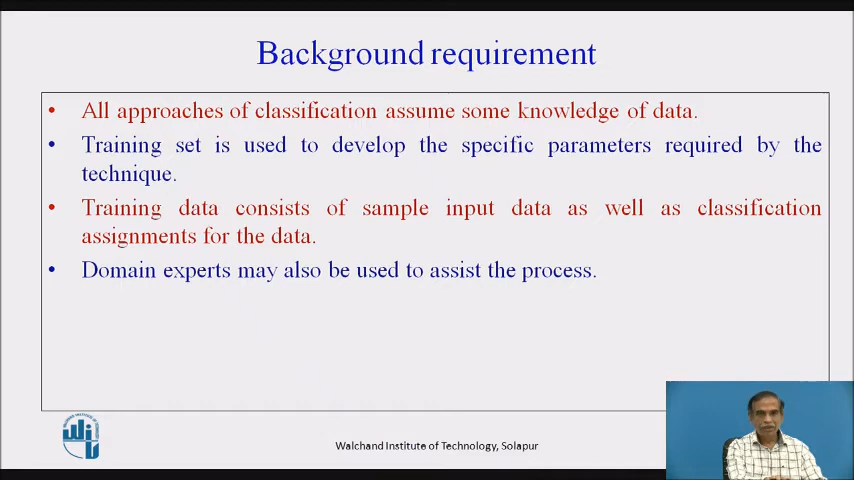 Background requirement
• All approaches of classification assume some knowledge of data.
• Training set is used to develop the specific parameters required by the
technique.
• Training data consists of sample input data as well as classification
assignments for the data.
• Domain experts may also be used to assist the process.
Walchand Institute of Technology, Solapur